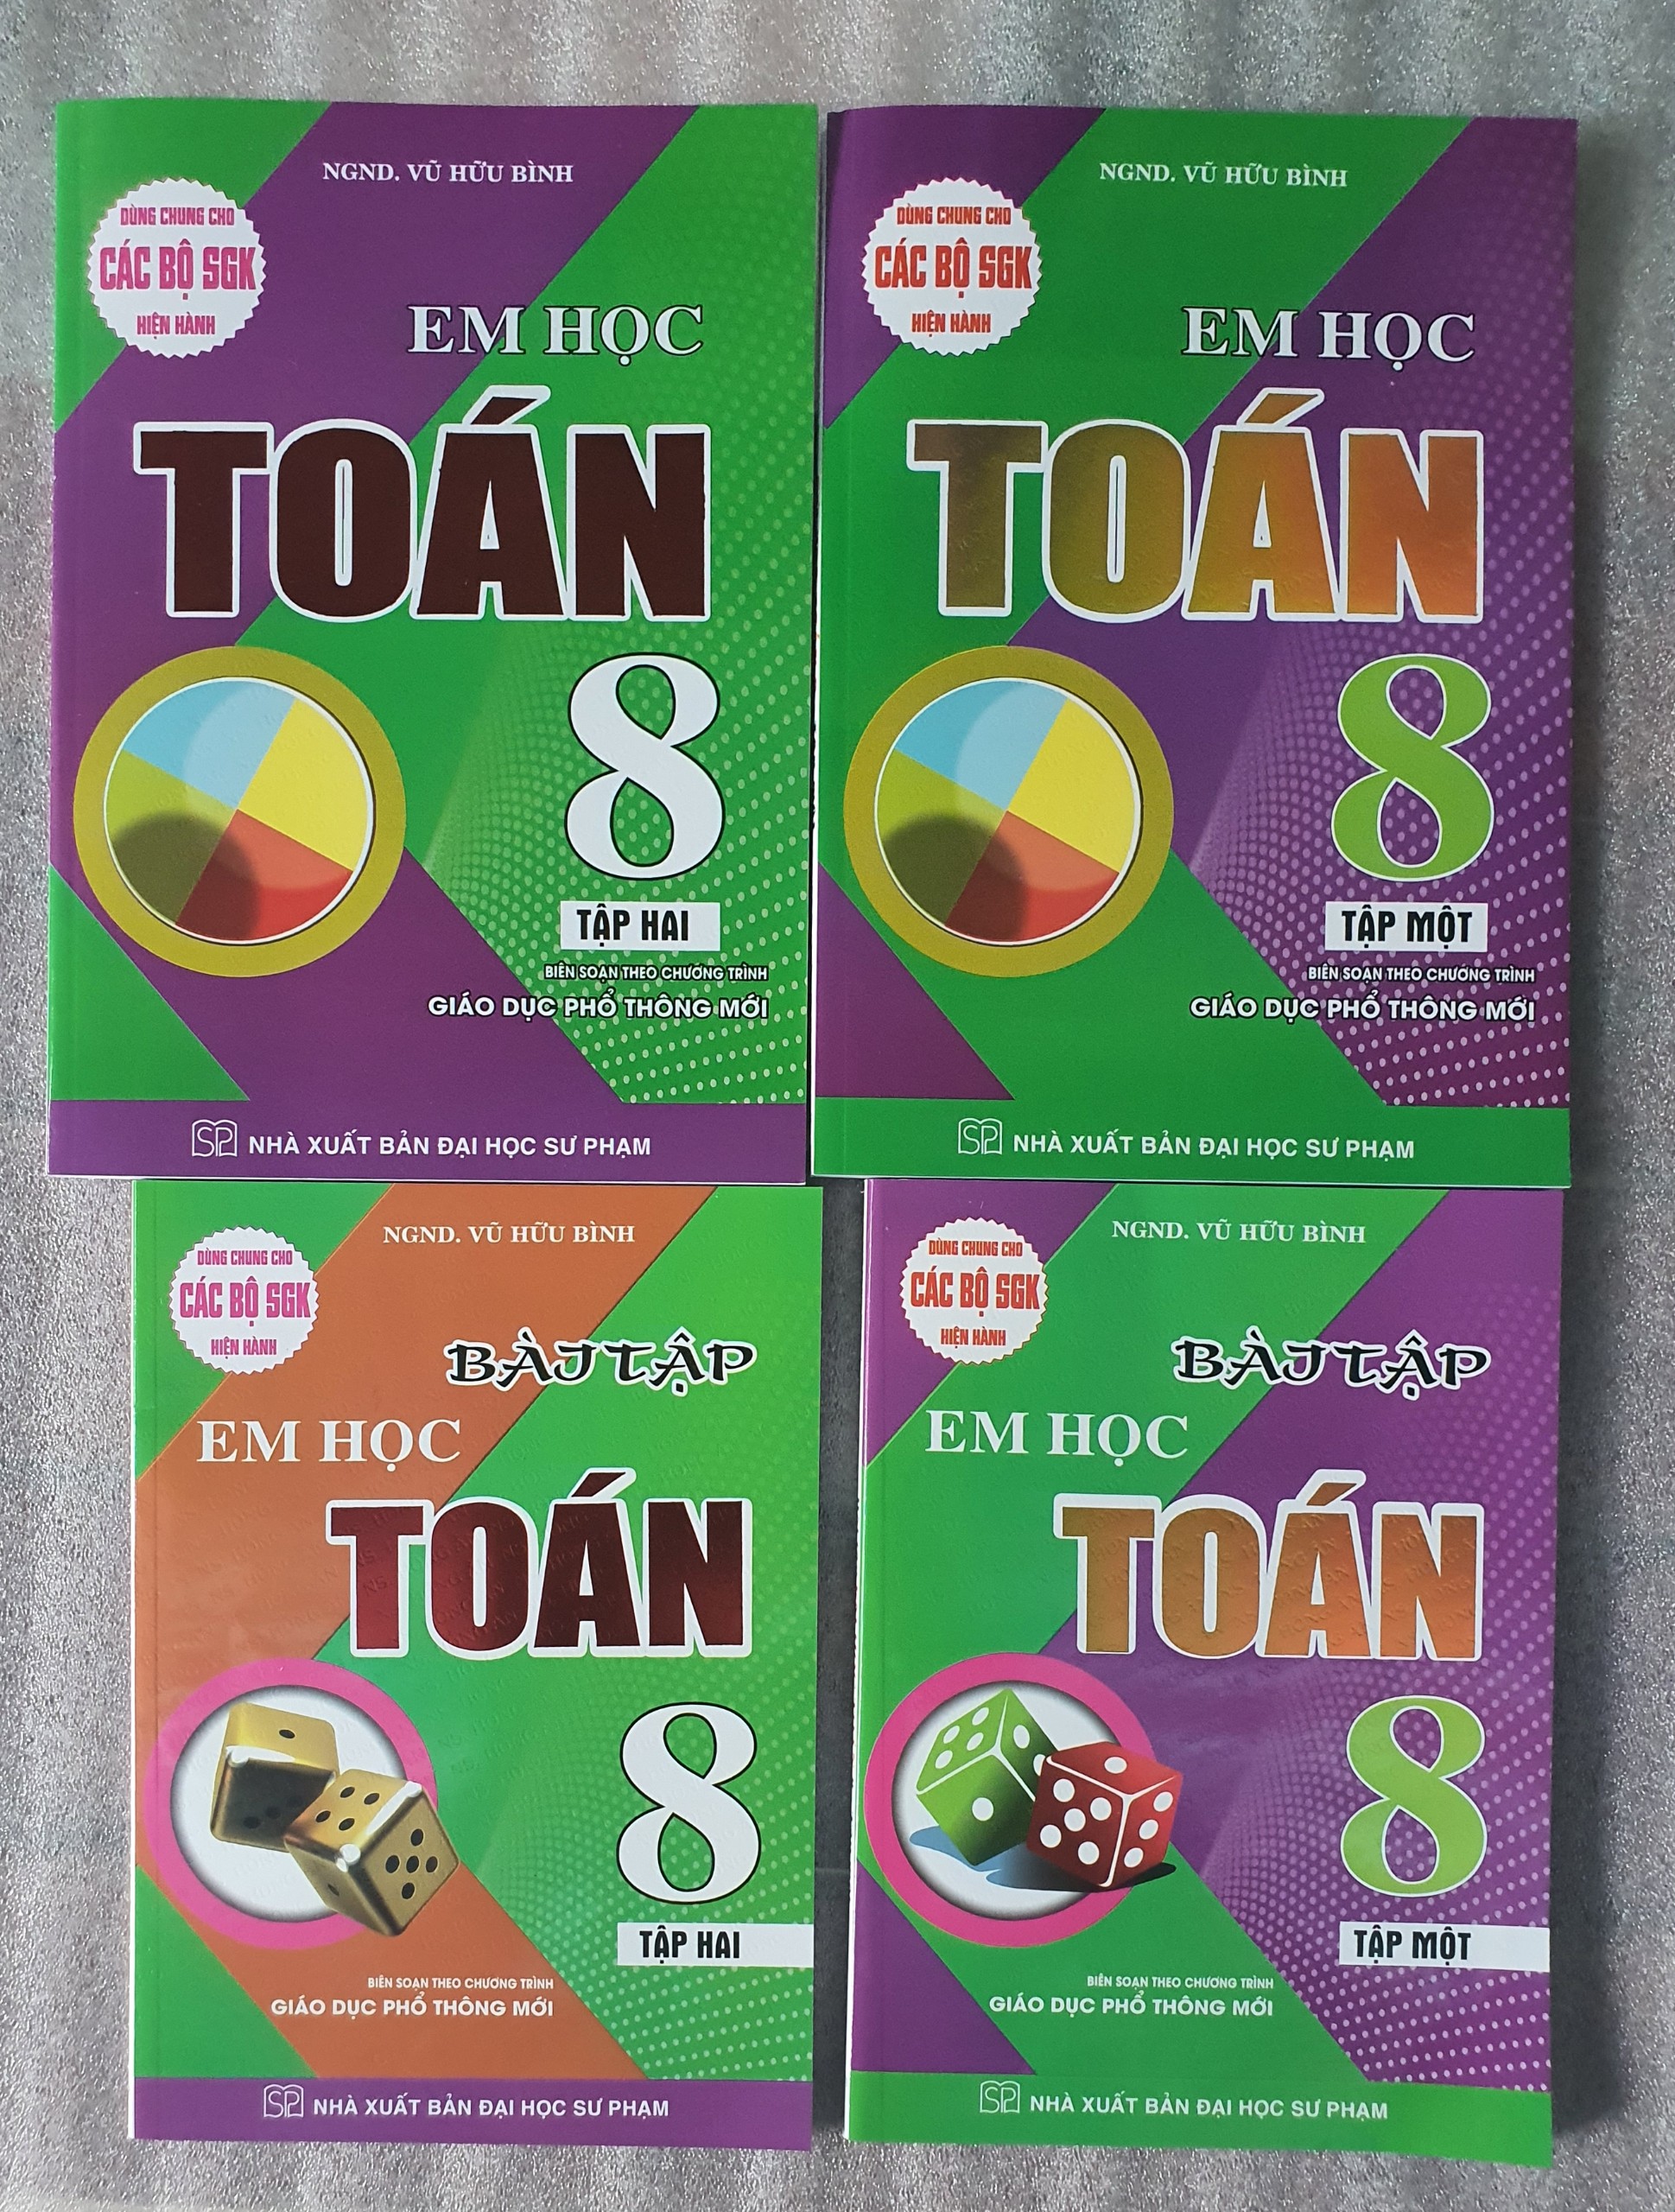 NGND. VŨ HỮU BÌNH
DÙNG CHUNG CHO
CÁC BỘ SGK
HIỆN HÀNH
EM HỌC
TOÁN
8
TẬP HAI
BIÊN SOẠN THEO CHƯƠNG TRÌNH
GIÁO DỤC PHỔ THÔNG MỚI
SP NHÀ XUẤT BẢN ĐẠI HỌC SƯ PHẠM
NGND. VŨ HỮU BÌNH
DÙNG CHUNG CHO
CÁC BỘ SGK
HIỆN HÀNH
EM HỌC
TOÁN
8
TẬP MỘT
BIÊN SOẠN THEO CHƯƠNG TRÌNH
GIÁO DỤC PHỔ THÔNG MỚI
SP NHÀ XUẤT BẢN ĐẠI HỌC SƯ PHẠM
NGND. VŨ HỮU BÌNH
DÙNG CHUNG CHO
CÁC BỘ SGK
HIỆN HÀNH
BÀI TẬP
EM HỌC
TOÁN
8
TẬP HAI
BIÊN SOẠN THEO CHƯƠNG TRÌNH
GIÁO DỤC PHỔ THÔNG MỚI
SP NHÀ XUẤT BẢN ĐẠI HỌC SƯ PHẠM
NGND. VŨ HỮU BÌNH
DÙNG CHUNG CHO
CÁC BỘ SGK
HIỆN HÀNH
BÀI TẬP
EM HỌC
TOÁN
8
TẬP MỘT
BIÊN SOẠN THEO CHƯƠNG TRÌNH
GIÁO DỤC PHỔ THÔNG MỚI
SP NHÀ XUẤT BẢN ĐẠI HỌC SƯ PHẠM